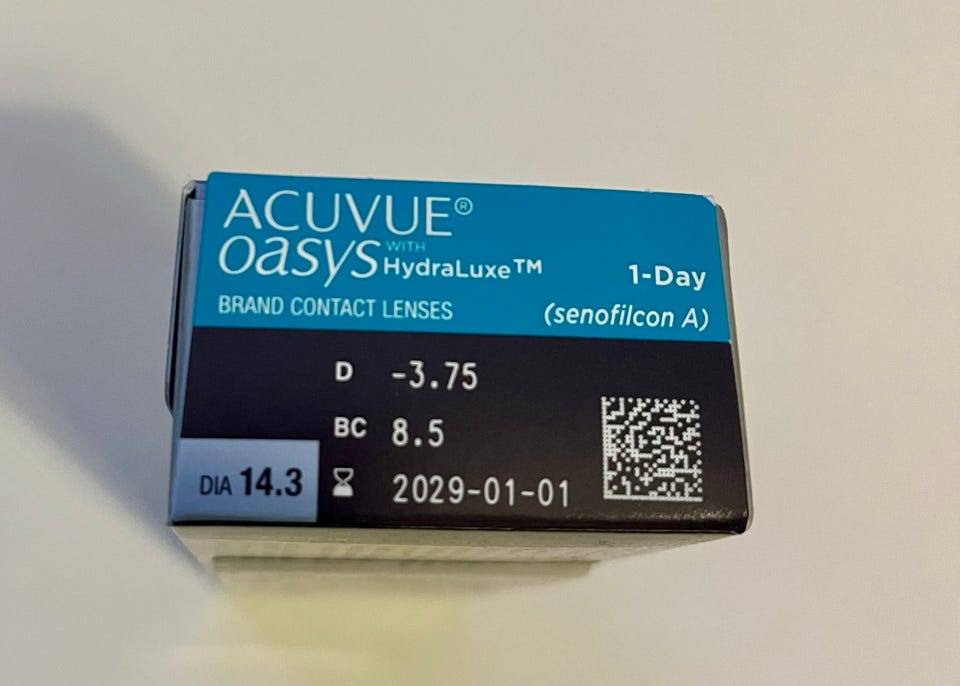 ACUVUE®
oasys WITH HydraLuxe™
1-Day
BRAND CONTACT LENSES
(senofilcon A)
D -3.75
BC 8.5
DIA 14.3
2029-01-01